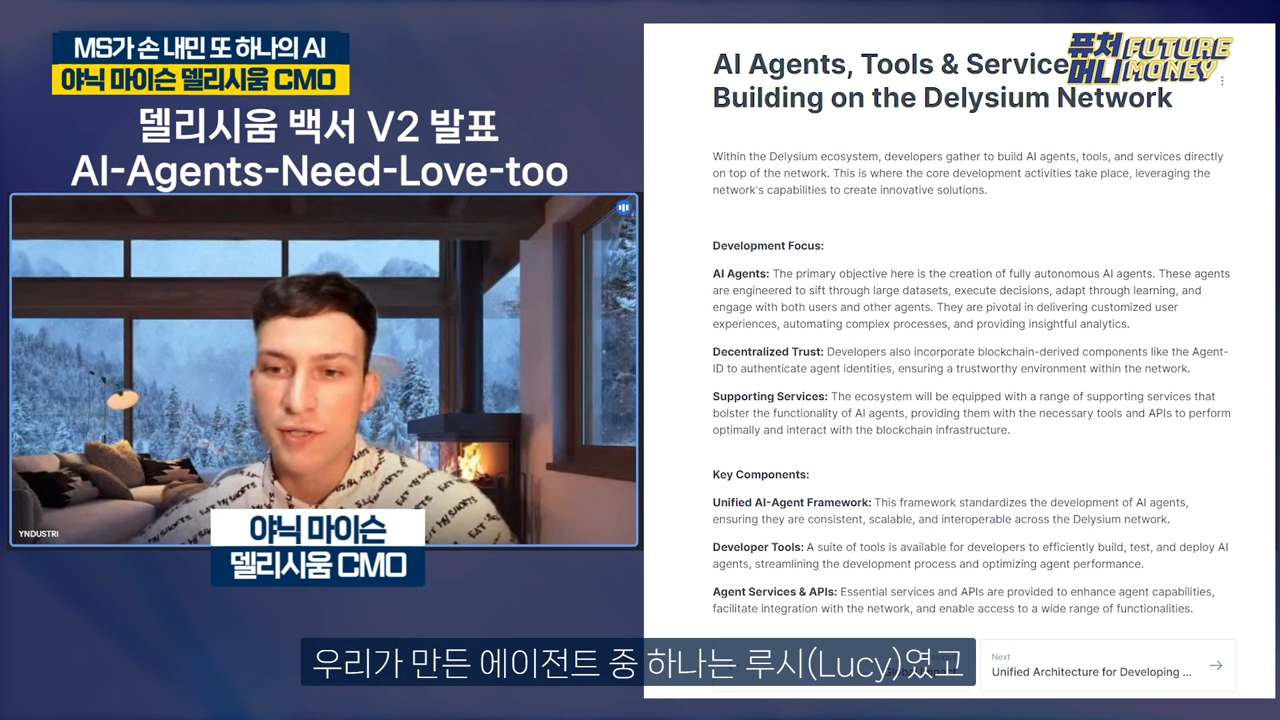 MS가 손 내민 또 하나의 AI
야닉 마이슨 델리시움 CMO
델리시움 백서 V2 발표
AI-Agents-Need-Love-too
YNDUSTRI
야닉 마이슨
델리시움 CMO
퓨처 FUTURE
머니 MONEY
AI Agents, Tools & Service
Building on the Delysium Network
Within the Delysium ecosystem, developers gather to build AI agents, tools, and services directly
on top of the network. This is where the core development activities take place, leveraging the
network's capabilities to create innovative solutions.
Development Focus:
AI Agents: The primary objective here is the creation of fully autonomous AI agents. These agents
are engineered to sift through large datasets, execute decisions, adapt through learning, and
engage with both users and other agents. They are pivotal in delivering customized user
experiences, automating complex processes, and providing insightful analytics.
Decentralized Trust: Developers also incorporate blockchain-derived components like the Agent-
ID to authenticate agent identities, ensuring a trustworthy environment within the network.
Supporting Services: The ecosystem will be equipped with a range of supporting services that
bolster the functionality of AI agents, providing them with the necessary tools and APIs to perform
optimally and interact with the blockchain infrastructure.
Key Components:
Unified AI-Agent Framework: This framework standardizes the development of AI agents,
ensuring they are consistent, scalable, and interoperable across the Delysium network.
Developer Tools: A suite of tools is available for developers to efficiently build, test, and deploy AI
agents, streamlining the development process and optimizing agent performance.
Agent Services & APIs: Essential services and APIs are provided to enhance agent capabilities,
facilitate integration with the network, and enable access to a wide range of functionalities.
Next
Unified Architecture for Developing ...
우리가 만든 에이전트 중 하나는 루시(Lucy)였고